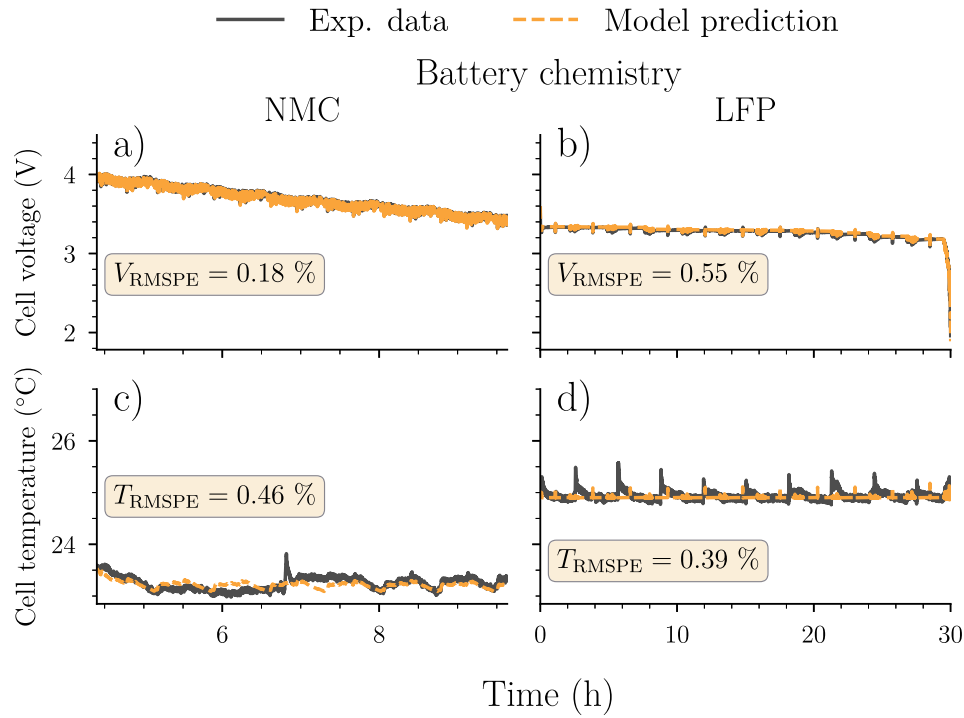 Exp. data Model prediction
Battery chemistry
NMC LFP
a) b)
Cell voltage (V)
4
3
2
V_RMSPE = 0.18 %
V_RMSPE = 0.55 %
c) d)
Cell temperature (°C)
26
24
T_RMSPE = 0.46 %
T_RMSPE = 0.39 %
6 8 0 10 20 30
Time (h)